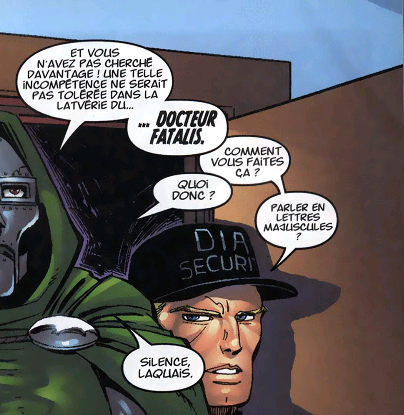 ET VOUS
N'AVEZ PAS CHERCHÉ
DAVANTAGE ! UNE TELLE
INCOMPÉTENCE NE SERAIT
PAS TOLÉRÉE DANS LA
LATVÉRIE DU...
... DOCTEUR
FATALIS.
COMMENT
VOUS FAITES
ÇA ?
QUOI
DONC ?
PARLER EN
LETTRES
MAJUSCULES
?
DIA
SECURI
SILENCE,
LAQUAIS.